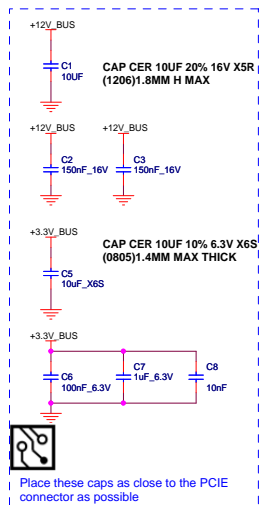 +12V_BUS
C1
10UF
CAP CER 10UF 20% 16V X5R
(1206)1.8MM H MAX
+12V_BUS
+12V_BUS
C2
150nF_16V
C3
150nF_16V
+3.3V_BUS
CAP CER 10UF 10% 6.3V X6S
(0805)1.4MM MAX THICK
C5
10uF_X6S
+3.3V_BUS
C6
100nF_6.3V
C7
1uF_6.3V
C8
10nF
Place these caps as close to the PCIE
connector as possible